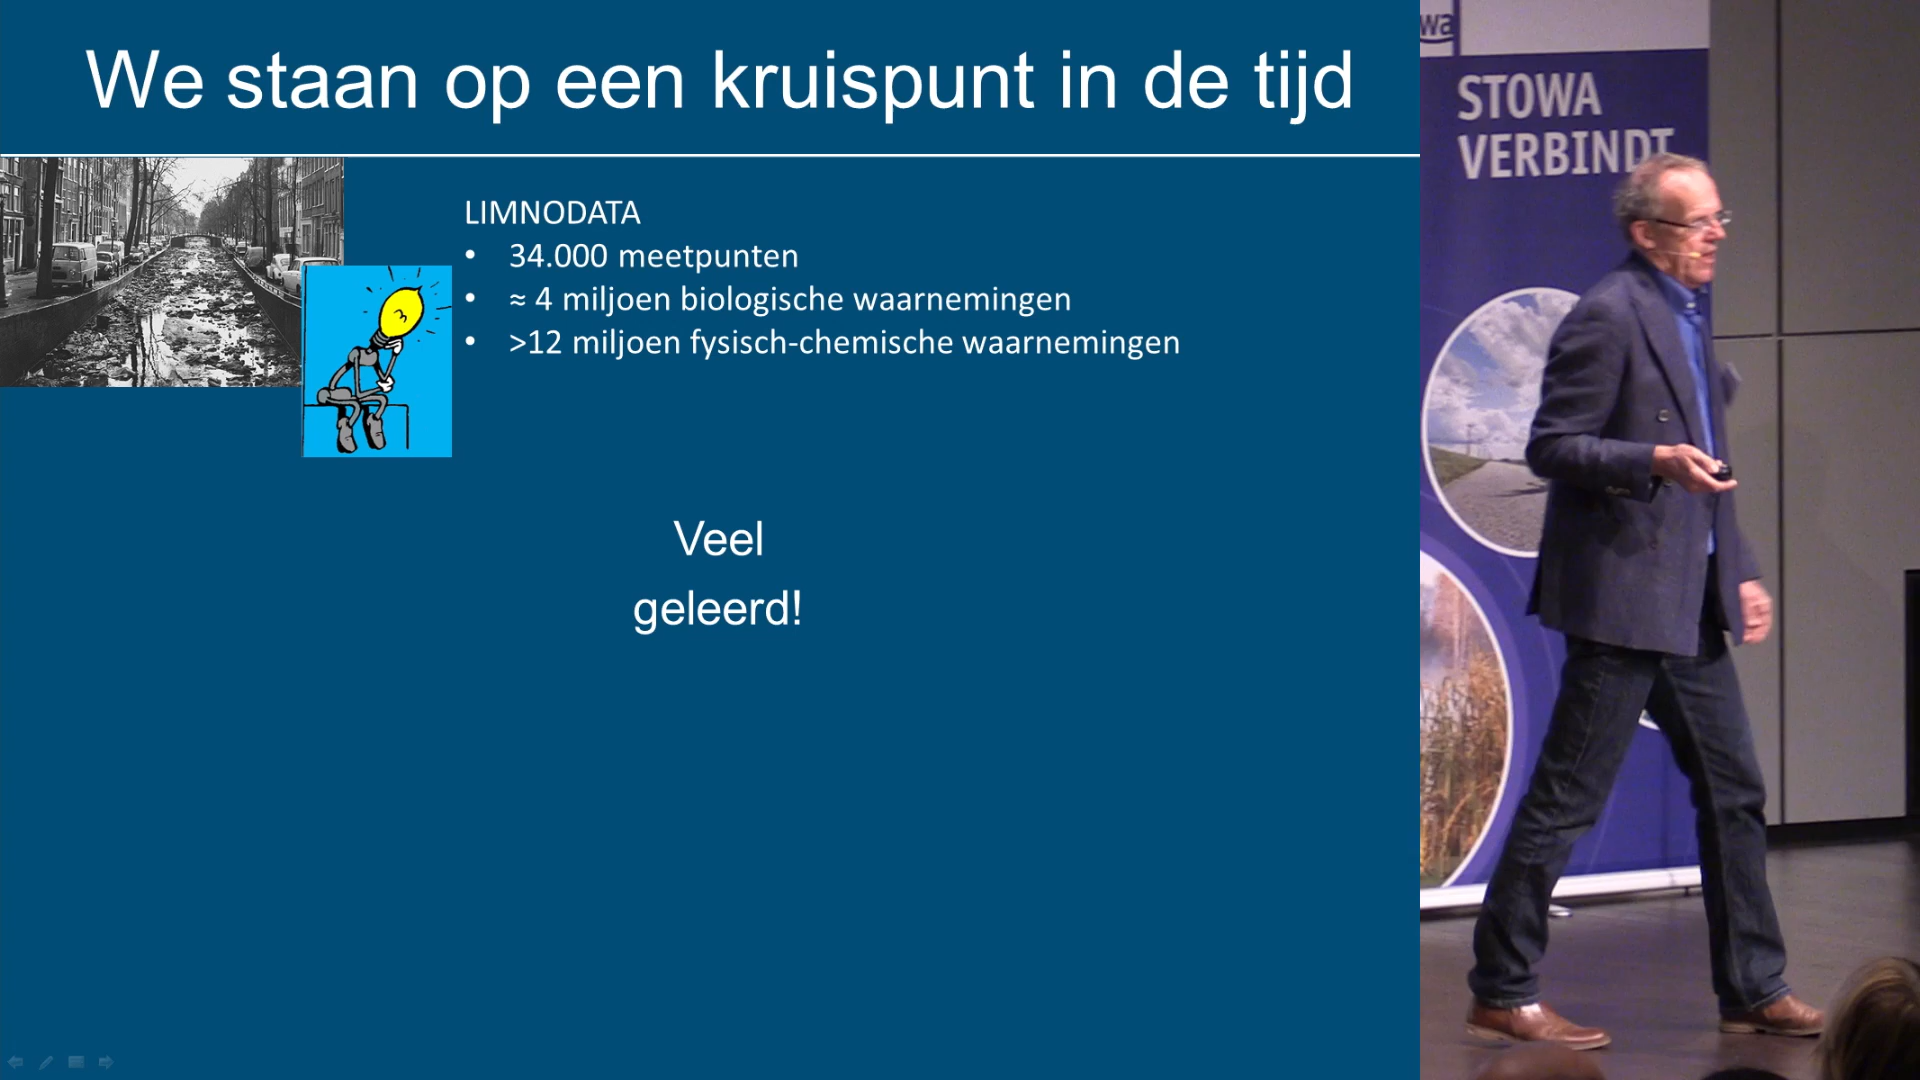 We staan op een kruispunt in de tijd
LIMNODATA
• 34.000 meetpunten
• ≈ 4 miljoen biologische waarnemingen
• >12 miljoen fysisch-chemische waarnemingen
Veel
geleerd!
wa
STOWA
VERBINDT